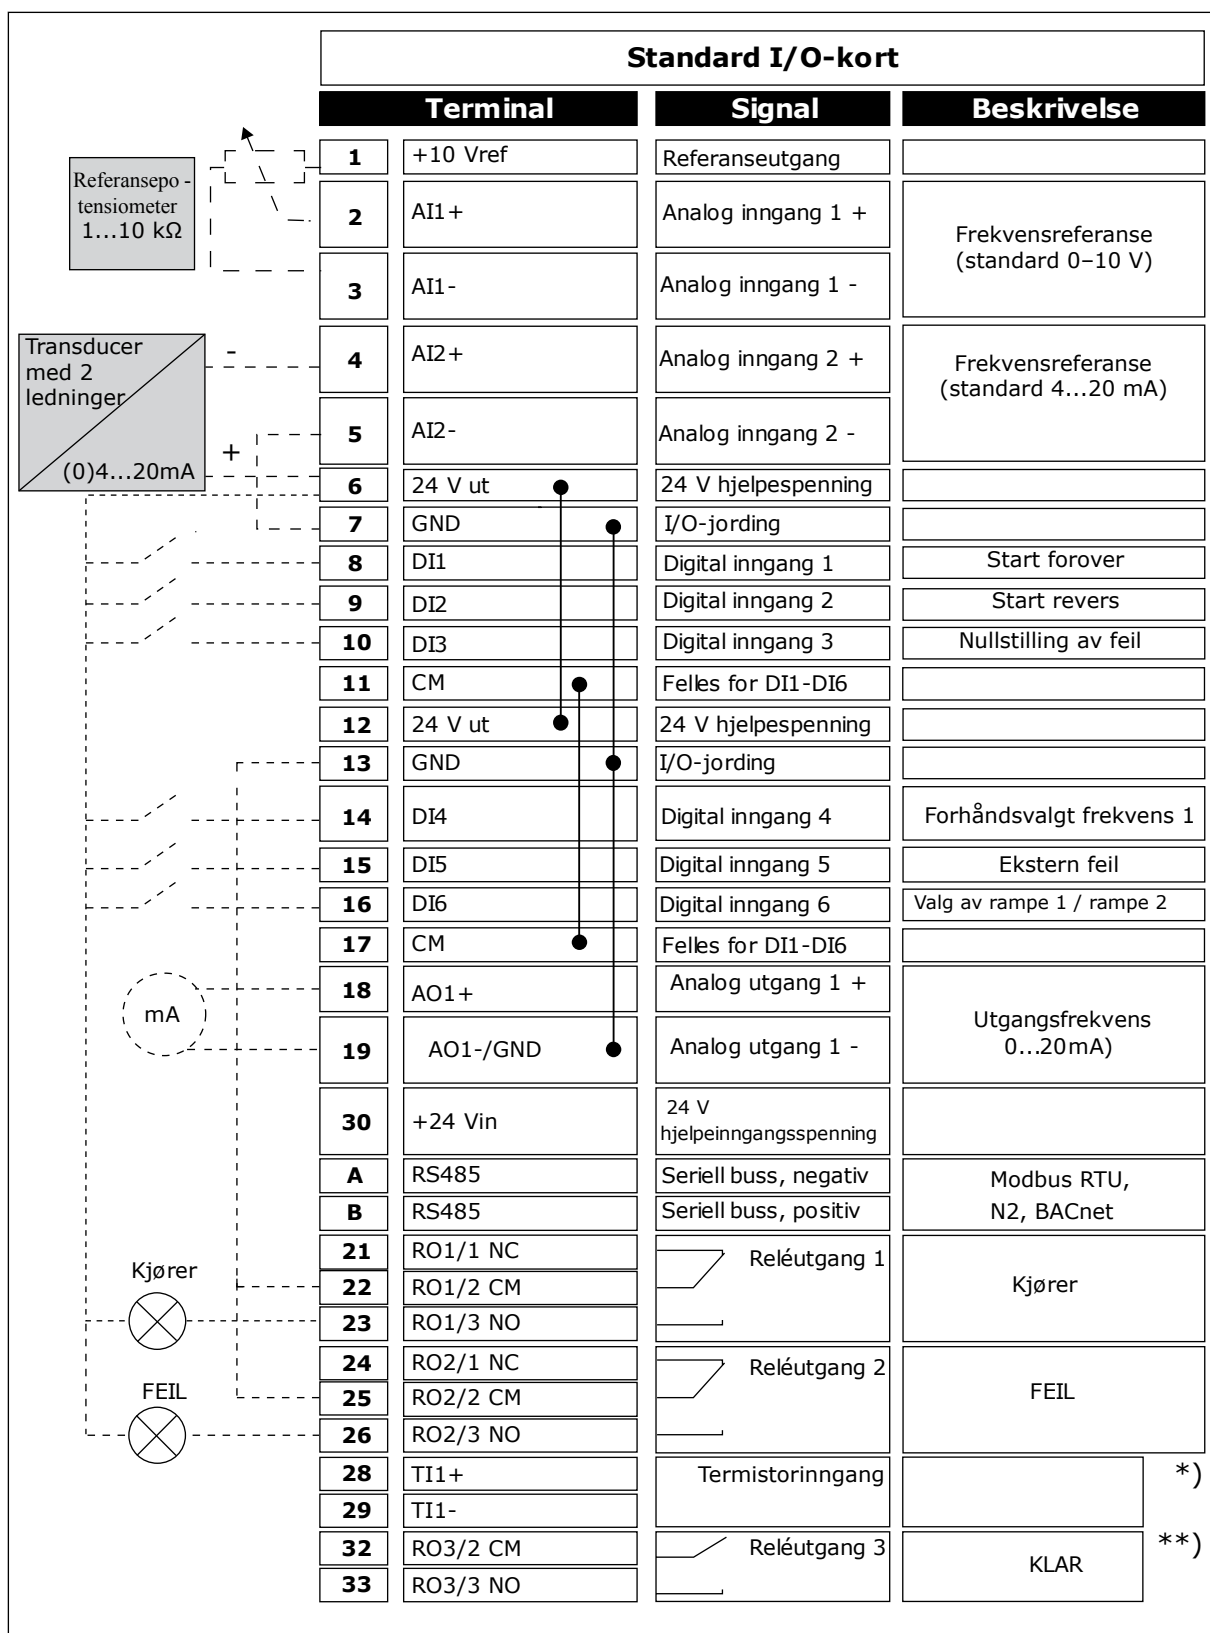 Standard I/O-kort
Terminal Signal Beskrivelse
Referansepo-
tensiometer
1...10 kΩ
1 +10 Vref Referanseutgang
2 AI1+ Analog inngang 1 +
3 AI1- Analog inngang 1 -
Frekvensreferanse
(standard 0–10 V)
Transducer
med 2
ledninger
(0)4...20mA
-
+
4 AI2+ Analog inngang 2 +
5 AI2- Analog inngang 2 -
Frekvensreferanse
(standard 4...20 mA)
6 24 V ut 24 V hjelpespenning
7 GND I/O-jording
8 DI1 Digital inngang 1 Start forover
9 DI2 Digital inngang 2 Start revers
10 DI3 Digital inngang 3 Nullstilling av feil
11 CM Felles for DI1-DI6
12 24 V ut 24 V hjelpespenning
13 GND I/O-jording
14 DI4 Digital inngang 4 Forhåndsvalgt frekvens 1
15 DI5 Digital inngang 5 Ekstern feil
16 DI6 Digital inngang 6 Valg av rampe 1 / rampe 2
17 CM Felles for DI1-DI6
mA
18 AO1+ Analog utgang 1 +
19 AO1-/GND Analog utgang 1 -
Utgangsfrekvens
0...20mA)
30 +24 Vin 24 V
hjelpeinngangsspenning
A RS485 Seriell buss, negativ
B RS485 Seriell buss, positiv
Modbus RTU,
N2, BACnet
Kjører
21 RO1/1 NC Reléutgang 1
22 RO1/2 CM Kjører
23 RO1/3 NO
FEIL
24 RO2/1 NC Reléutgang 2
25 RO2/2 CM FEIL
26 RO2/3 NO
28 TI1+ Termistorinngang *)
29 TI1-
32 RO3/2 CM Reléutgang 3 KLAR **)
33 RO3/3 NO